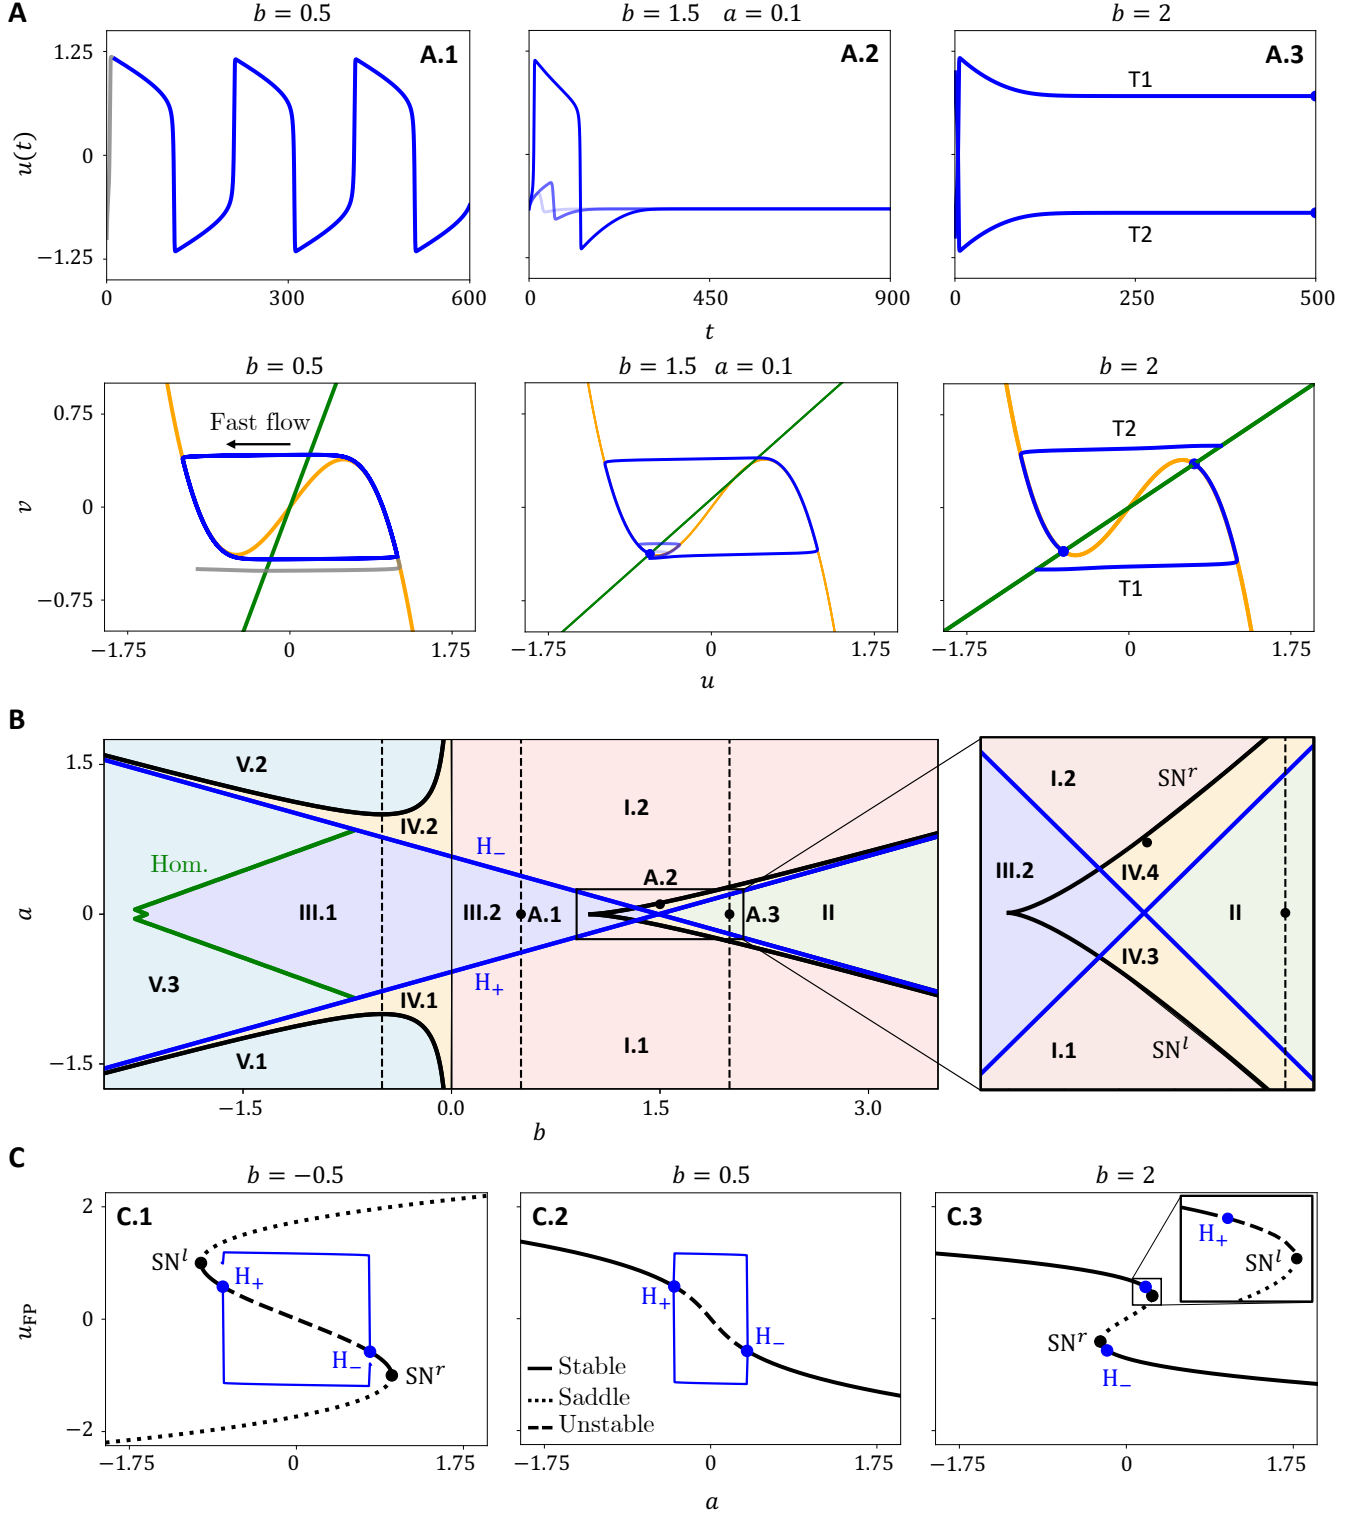 A
b = 0.5
b = 1.5 a = 0.1
b = 2
A.1
A.2
A.3
u(t)
1.25
0
−1.25
T1
T2
0 300 600
0 450 900
0 250 500
t
b = 0.5
b = 1.5 a = 0.1
b = 2
v
0.75
0
−0.75
Fast flow
T2
T1
−1.75 0 1.75
−1.75 0 1.75
−1.75 0 1.75
u
B
a
1.5
0
−1.5
V.2
IV.2
I.2
H₋
Hom.
A.2
III.1
III.2
A.1
A.3
II
V.3
H₊
IV.1
V.1
I.1
−1.5 0.0 1.5 3.0
b
I.2
SNʳ
III.2
IV.4
II
IV.3
I.1
SNˡ
C
b = −0.5
b = 0.5
b = 2
C.1
C.2
C.3
u_FP
2
0
−2
SNˡ
H₊
H₋
SNʳ
H₊
H₋
Stable
Saddle
Unstable
H₊
SNˡ
SNʳ
H₋
−1.75 0 1.75
−1.75 0 1.75
−1.75 0 1.75
a